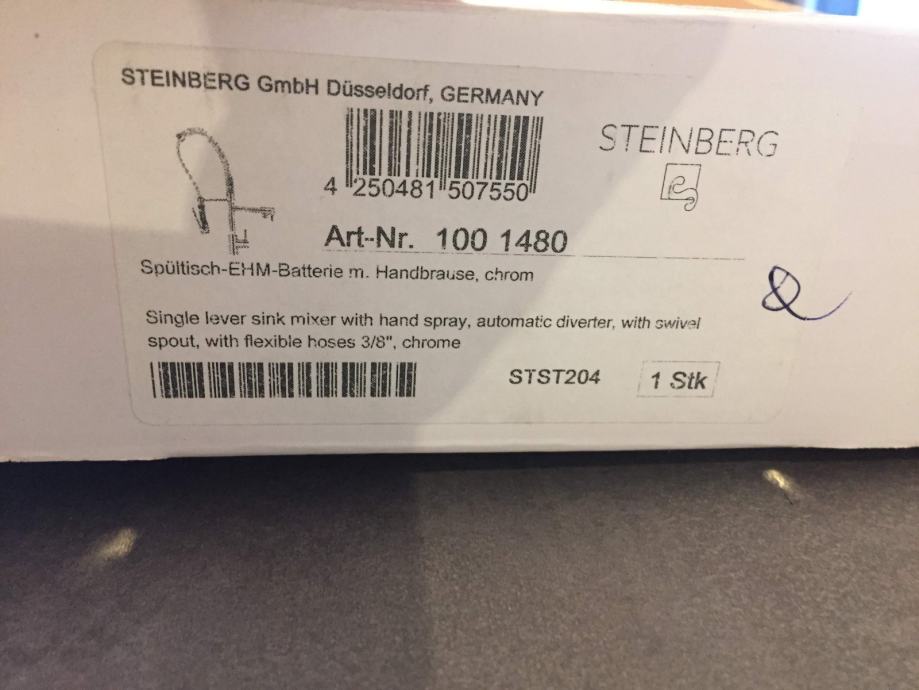 STEINBERG GmbH Düsseldorf, GERMANY
STEINBERG
4 250481 507550
Art-Nr. 100 1480
Spültisch-EHM-Batterie m. Handbrause, chrom
Single lever sink mixer with hand spray, automatic diverter, with swivel
spout, with flexible hoses 3/8", chrome
STST204 1 Stk